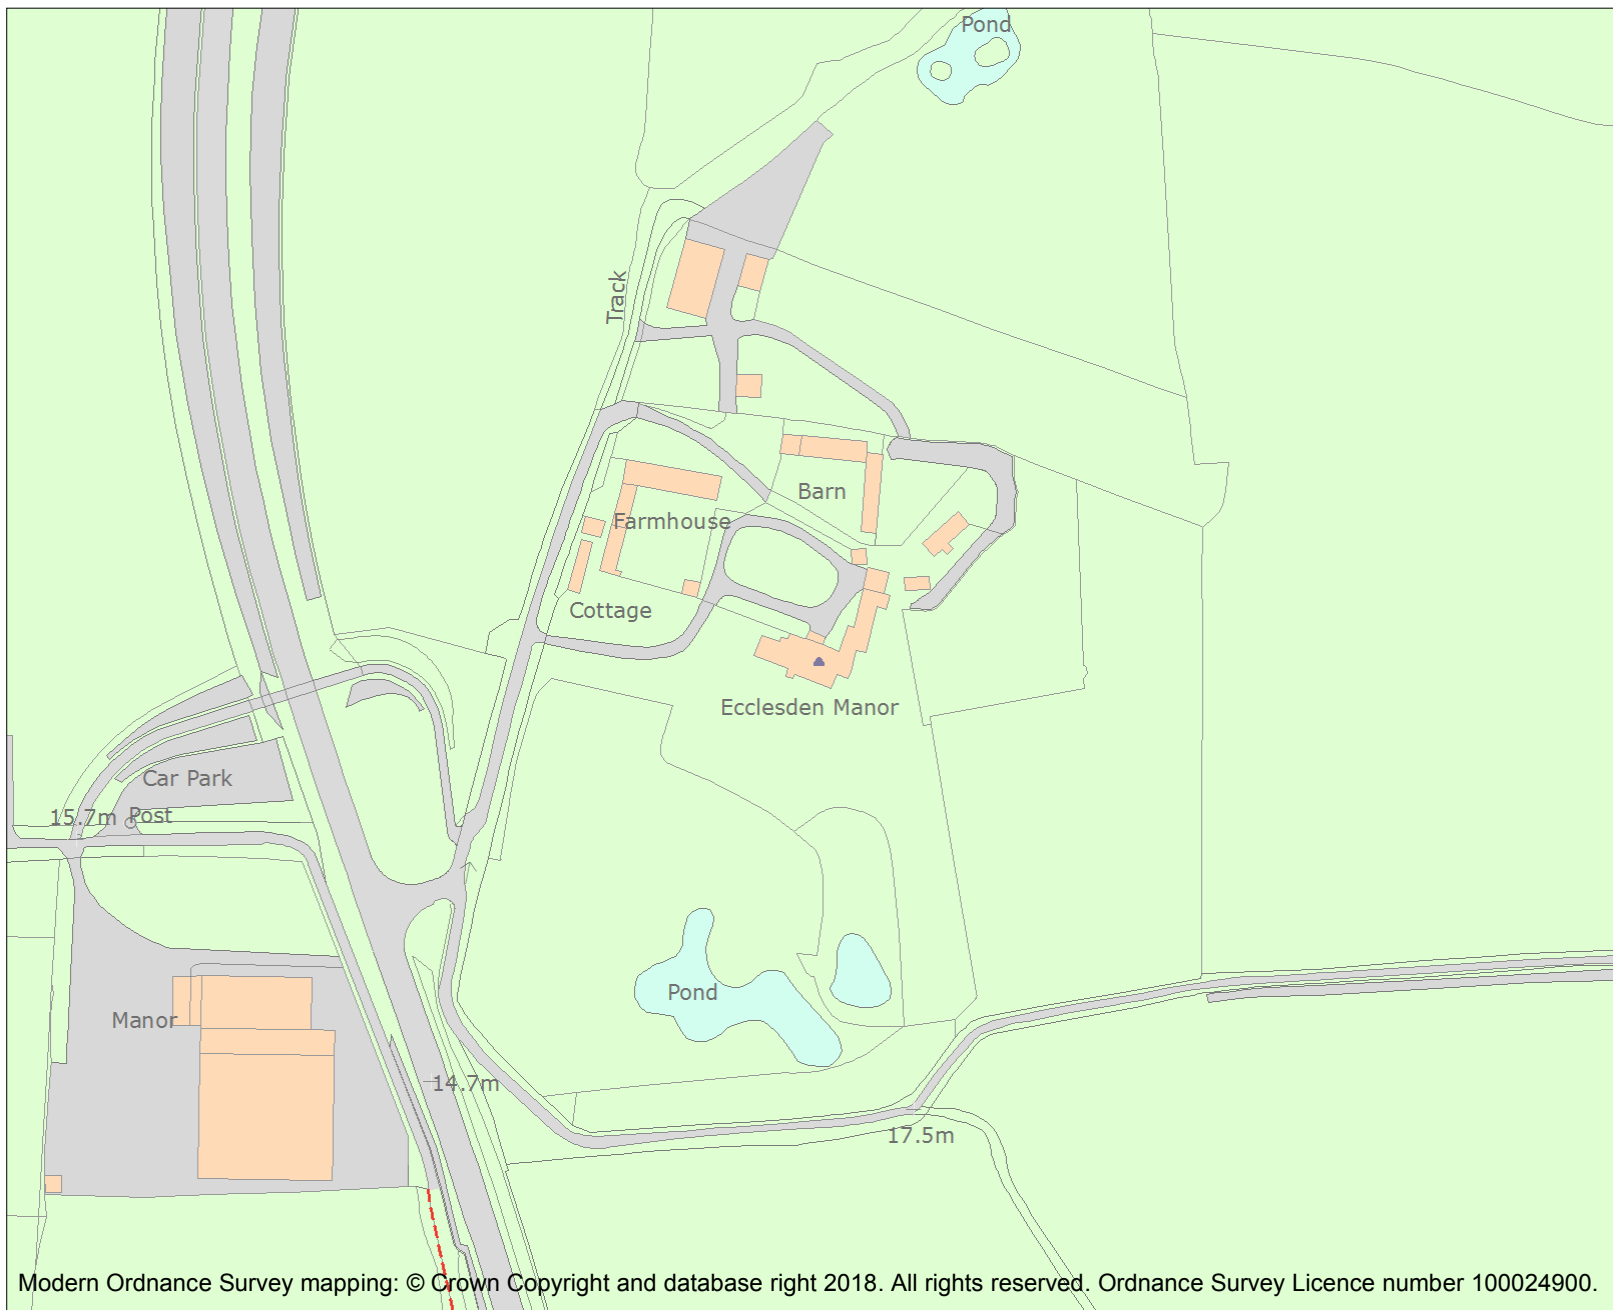 Pond
Track
Barn
Farmhouse
Cottage
Ecclesden Manor
Car Park
15.7m
Post
Pond
Manor
14.7m
17.5m
Modern Ordnance Survey mapping: © Crown Copyright and database right 2018. All rights reserved. Ordnance Survey Licence number 100024900.